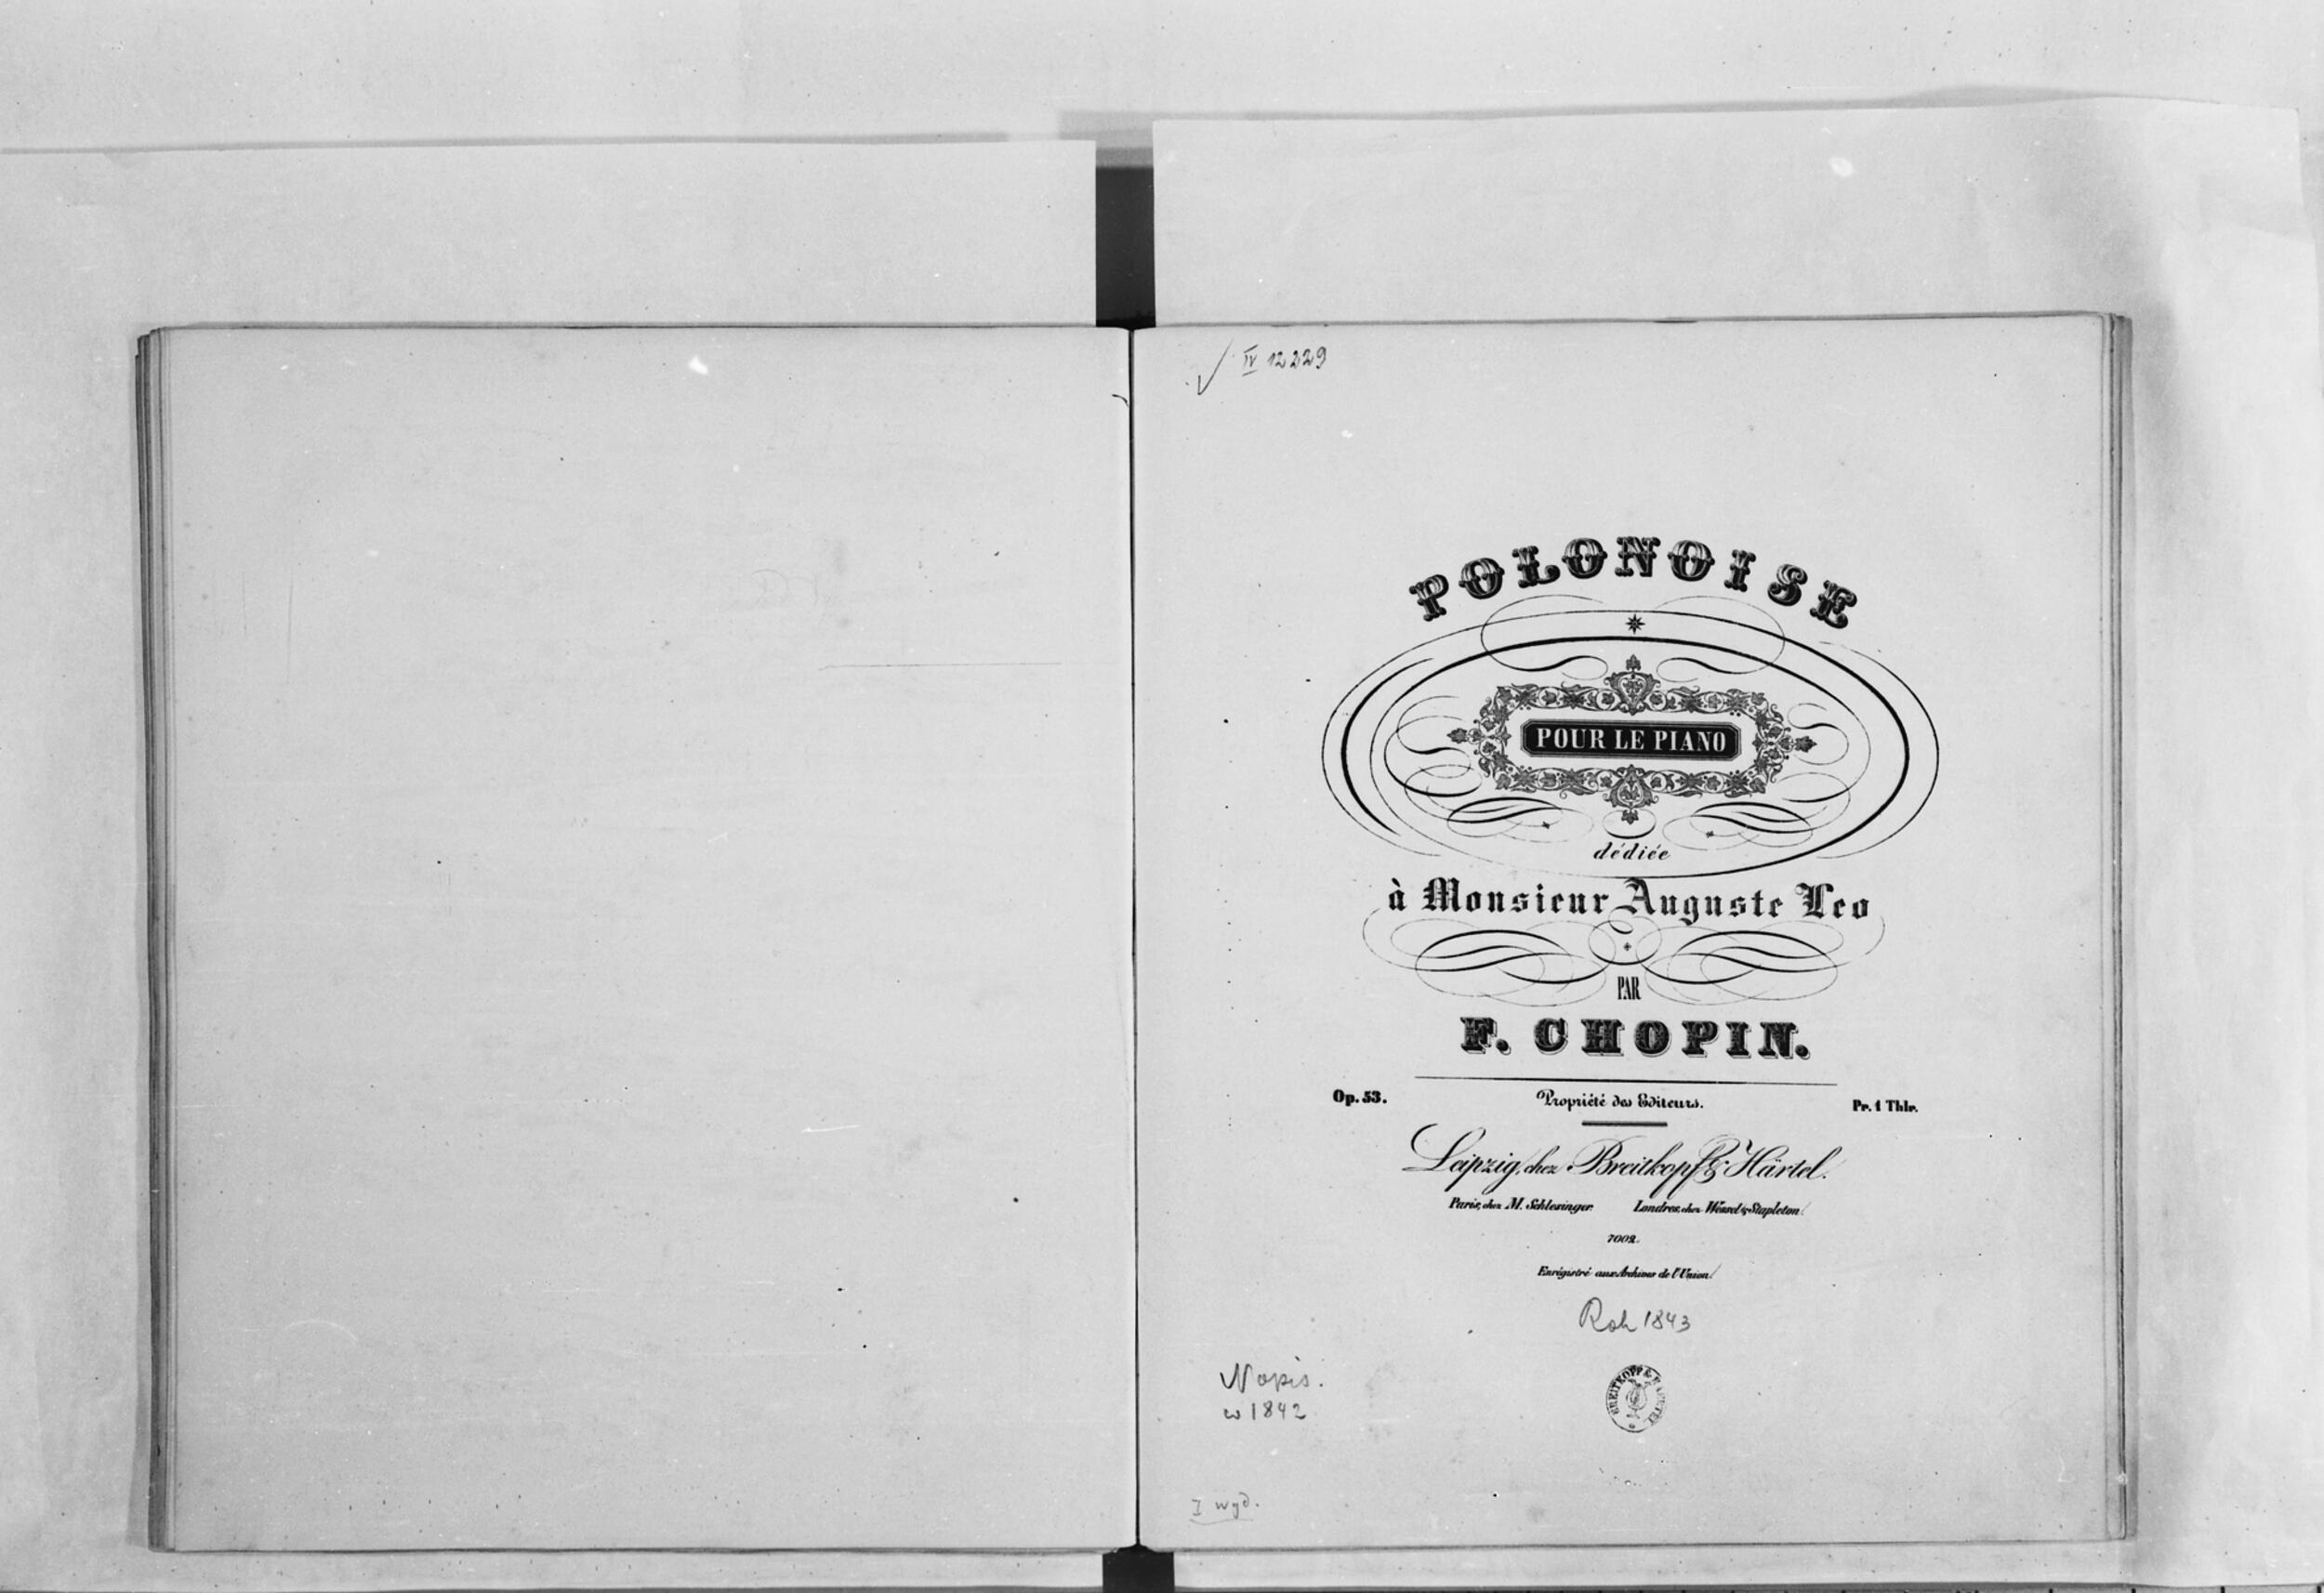 √ IV 12229
POLONOISE
POUR LE PIANO
dédiée
à Monsieur Auguste Leo
PAR
F. CHOPIN.
Op. 53. Propriété des Editeurs. Pr. 1 Thlr.
Leipzig, chez Breitkopf & Härtel.
Paris, chez M. Schlesinger. Londres, chez Wessel & Stapleton.
7002.
Enrégistré aux Archives de l'Union.
Rok 1843
Napis.
w 1842
BREITKOPF & HAERTEL
I wyd.